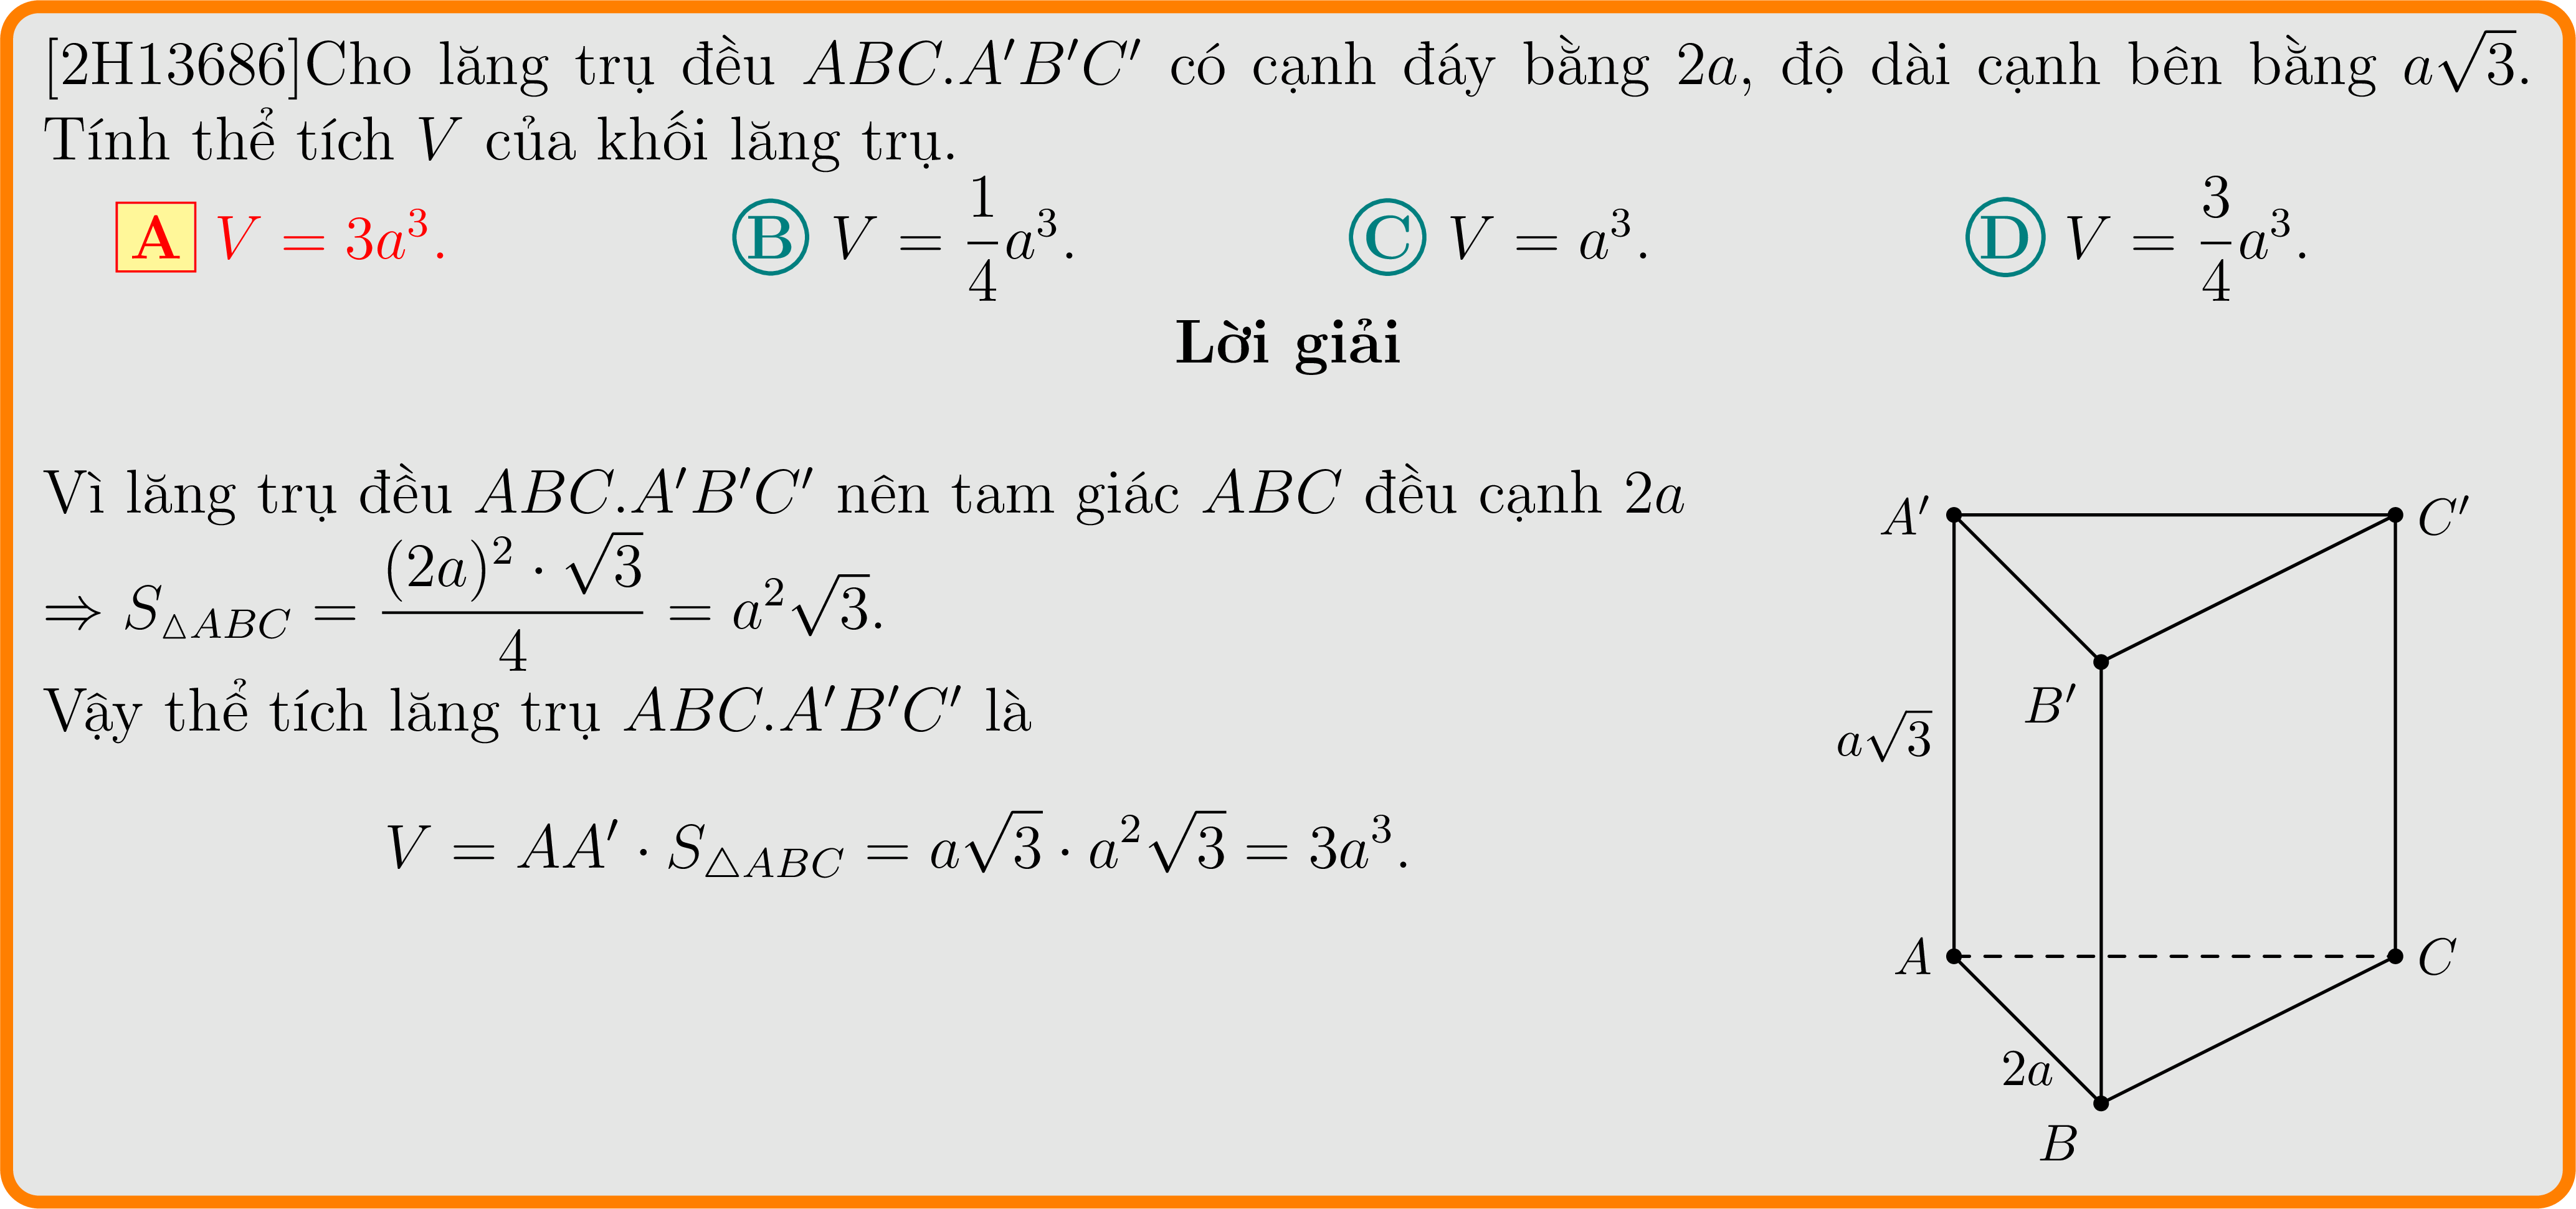 [2H13686]Cho lăng trụ đều ABC.A′B′C′ có cạnh đáy bằng 2a, độ dài cạnh bên bằng a√3.
Tính thể tích V của khối lăng trụ.
A V = 3a³. B V = 1/4 a³. C V = a³. D V = 3/4 a³.
Lời giải
Vì lăng trụ đều ABC.A′B′C′ nên tam giác ABC đều cạnh 2a
⇒ S△ABC = (2a)² · √3 / 4 = a²√3.
Vậy thể tích lăng trụ ABC.A′B′C′ là
V = AA′ · S△ABC = a√3 · a²√3 = 3a³.
A′
C′
B′
a√3
A
C
2a
B